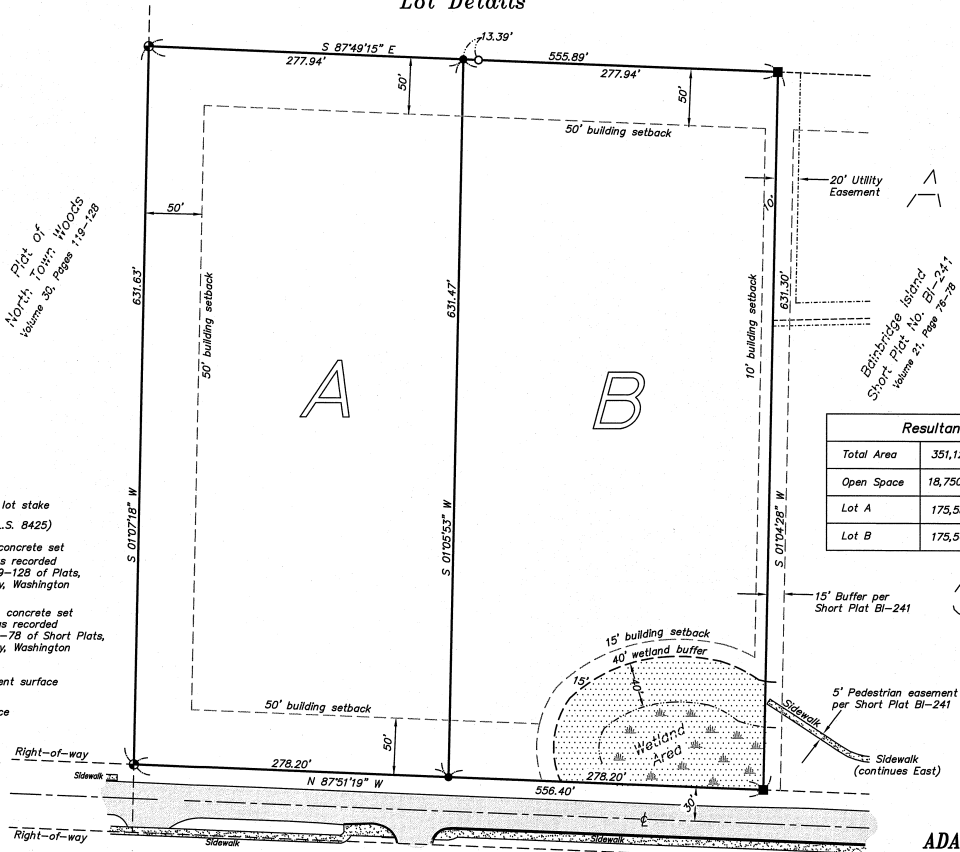 Lot Details
13.39'
S 87°49'15" E
277.94'
555.89'
277.94'
50'
50'
50' building setback
20' Utility
Easement
A
10'
50'
Plat of
North Town Woods
Volume 30, Pages 119-128
631.63'
631.47'
631.30'
50' building setback
10' building setback
Bainbridge Island
Short Plat No. BI-241
Volume 21, Page 76-78
A
B
Resultan
Total Area 351,12
Open Space 18,750
Lot A 175,5
Lot B 175,5
S 01°07'18" W
S 01°05'53" W
S 01°04'28" W
lot stake
.S. 8425)
concrete set
s recorded
9-128 of Plats,
y, Washington
concrete set
as recorded
-78 of Short Plats,
y, Washington
ent surface
ce
15' Buffer per
Short Plat BI-241
15' building setback
40' wetland buffer
15'
40'
Wetland
Area
5' Pedestrian easement
per Short Plat BI-241
Sidewalk
Sidewalk
(continues East)
50' building setback
50'
Right-of-way
Sidewalk
278.20'
N 87°51'19" W
278.20'
556.40'
30'
Right-of-way
Sidewalk
Sidewalk
ADA